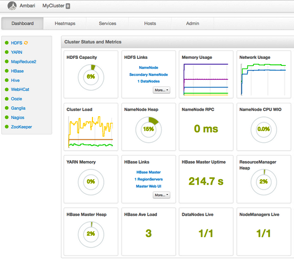 Ambari MyCluster
Dashboard Heatmaps Services Hosts Admin
HDFS
YARN
MapReduce2
HBase
Hive
WebHCat
Oozie
Ganglia
Nagios
ZooKeeper
Cluster Status and Metrics
HDFS Capacity
6%
HDFS Links
NameNode
Secondary NameNode
1 DataNodes
More...
Memory Usage
Network Usage
Cluster Load
NameNode Heap
16%
NameNode RPC
0 ms
NameNode CPU WIO
0.0%
YARN Memory
0%
HBase Links
HBase Master
1 RegionServers
Master Web UI
More...
HBase Master Uptime
214.7 s
ResourceManager
Heap
2%
HBase Master Heap
2%
HBase Ave Load
3
DataNodes Live
1/1
NodeManagers Live
1/1